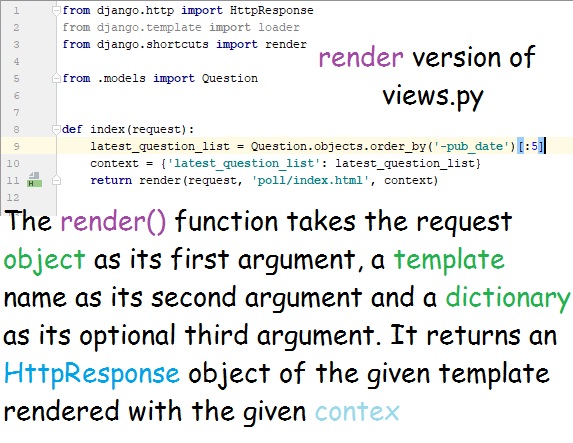 1 from django.http import HttpResponse
2 from django.template import loader
3 from django.shortcuts import render
4
5 from .models import Question
6
7
8 def index(request):
9 latest_question_list = Question.objects.order_by('-pub_date')[:5]
10 context = {'latest_question_list': latest_question_list}
11 return render(request, 'poll/index.html', context)
12
render version of
views.py
The render() function takes the request
object as its first argument, a template
name as its second argument and a dictionary
as its optional third argument. It returns an
HttpResponse object of the given template
rendered with the given contex